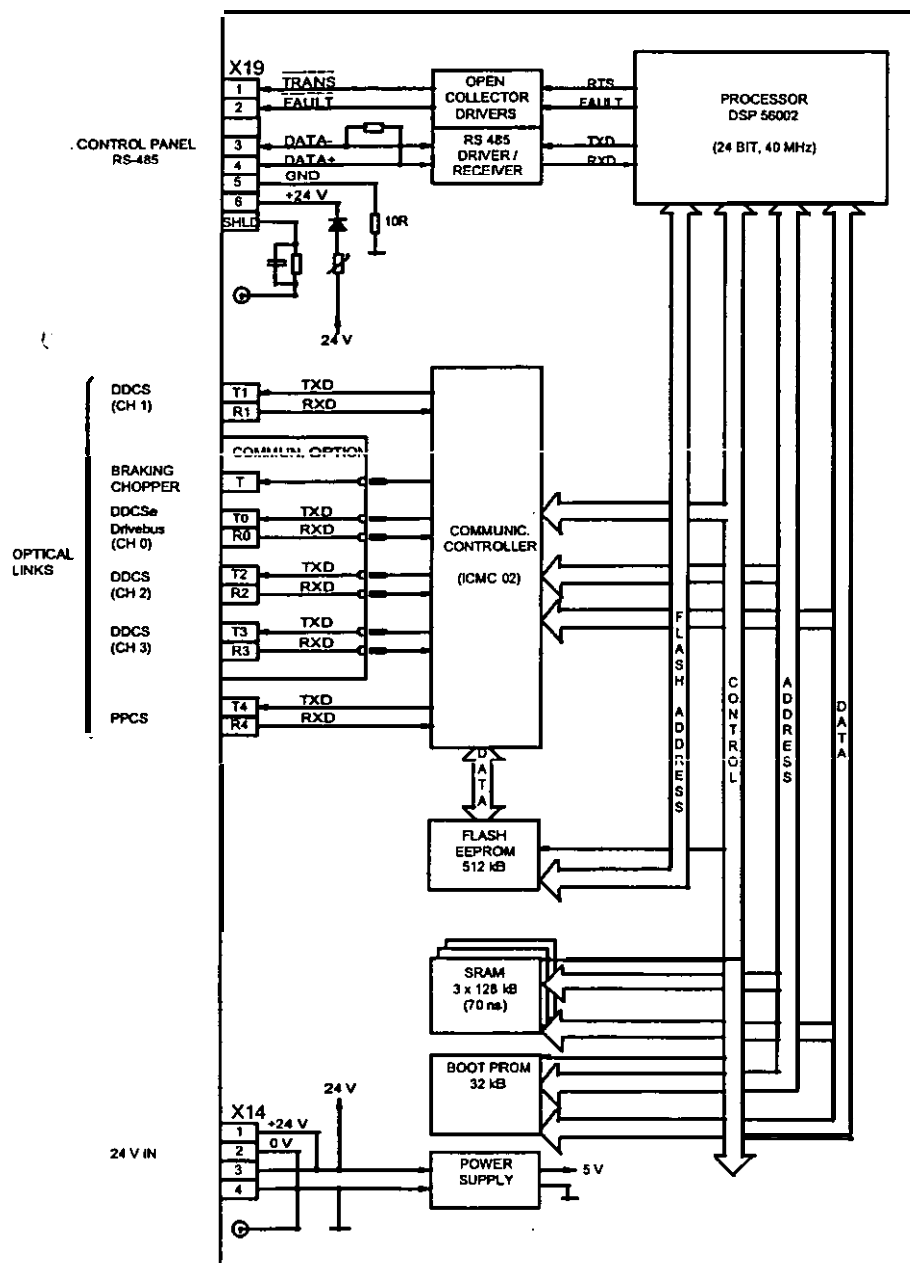 X19
1
TRANS
2
FAULT
3
DATA-
4
DATA+
5
GND
6
+24 V
SHLD
CONTROL PANEL
RS-485
10R
24 V
OPEN
COLLECTOR
DRIVERS
RS 485
DRIVER /
RECEIVER
RTS
FAULT
TXD
RXD
PROCESSOR
DSP 56002
(24 BIT, 40 MHz)
OPTICAL
LINKS
DDCS
(CH 1)
T1
TXD
R1
RXD
COMMUN. OPTION
BRAKING
CHOPPER
T
DDCSe
Drivebus
(CH 0)
T0
TXD
R0
RXD
DDCS
(CH 2)
T2
TXD
R2
RXD
DDCS
(CH 3)
T3
TXD
R3
RXD
PPCS
T4
TXD
R4
RXD
COMMUNIC.
CONTROLLER
(ICMC 02)
DATA
FLASH
EEPROM
512 kB
FLASH ADDRESS
CONTROL
ADDRESS
DATA
SRAM
3 x 128 kB
(70 ns)
BOOT PROM
32 kB
24 V
X14
1
+24 V
2
0 V
3
4
24 V IN
POWER
SUPPLY
5 V